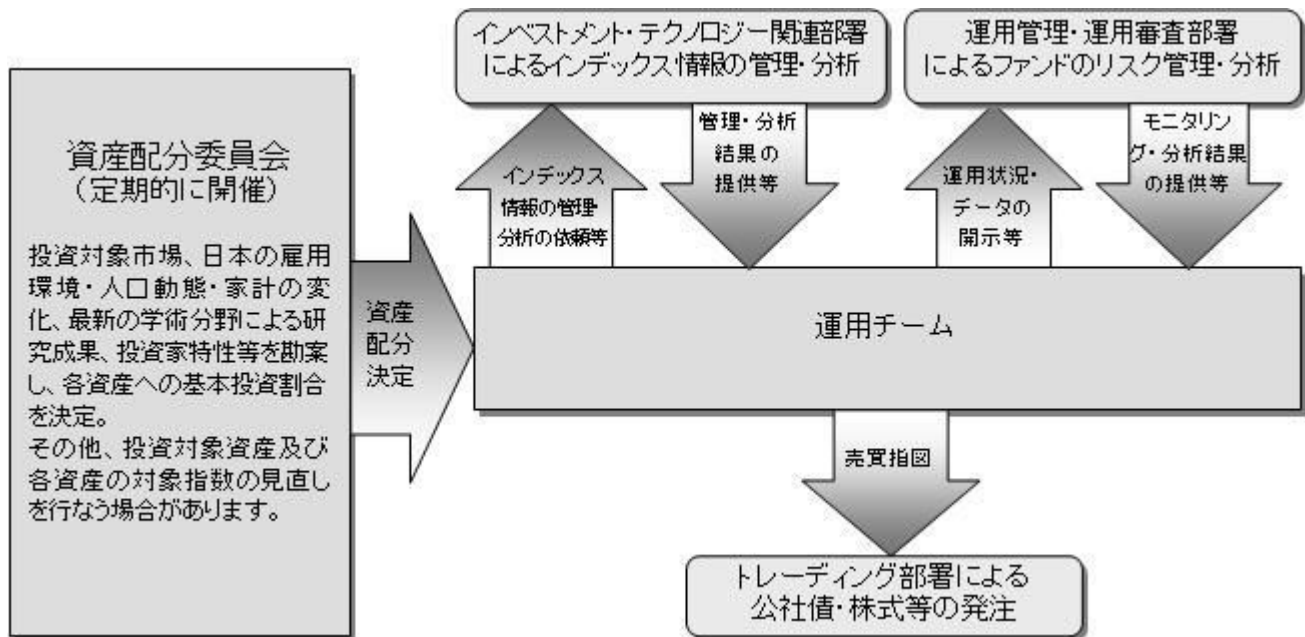 インベストメント・テクノロジー関連部署
によるインデックス情報の管理・分析
運用管理・運用審査部署
によるファンドのリスク管理・分析
インデックス
情報の管理・
分析の依頼等
管理・分析
結果の
提供等
運用状況・
データの
開示等
モニタリン
グ・分析結果
の提供等
資産配分委員会
（定期的に開催）
投資対象市場、日本の雇用
環境・人口動態・家計の変
化、最新の学術分野による研
究成果、投資家特性等を勘案
し、各資産への基本投資割合
を決定。
その他、投資対象資産及び
各資産の対象指数の見直し
を行なう場合があります。
資産
配分
決定
運用チーム
売買指図
トレーディング部署による
公社債・株式等の発注